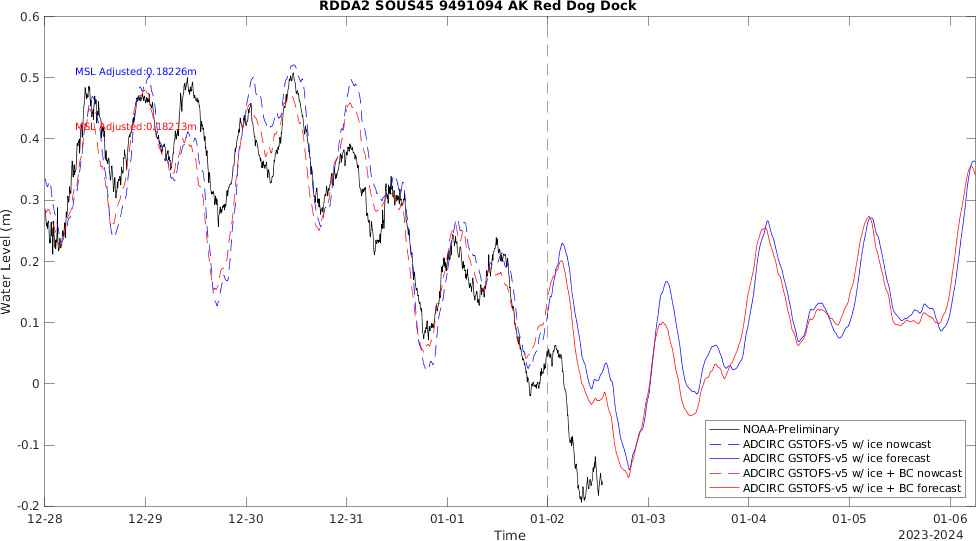 RDDA2 SOUS45 9491094 AK Red Dog Dock
0.6
0.5
0.4
0.3
0.2
0.1
0
-0.1
-0.2
Water Level (m)
MSL Adjusted:0.18226m
MSL Adjusted:0.18213m
NOAA-Preliminary
ADCIRC GSTOFS-v5 w/ ice nowcast
ADCIRC GSTOFS-v5 w/ ice forecast
ADCIRC GSTOFS-v5 w/ ice + BC nowcast
ADCIRC GSTOFS-v5 w/ ice + BC forecast
12-28 12-29 12-30 12-31 01-01 01-02 01-03 01-04 01-05 01-06
Time
2023-2024